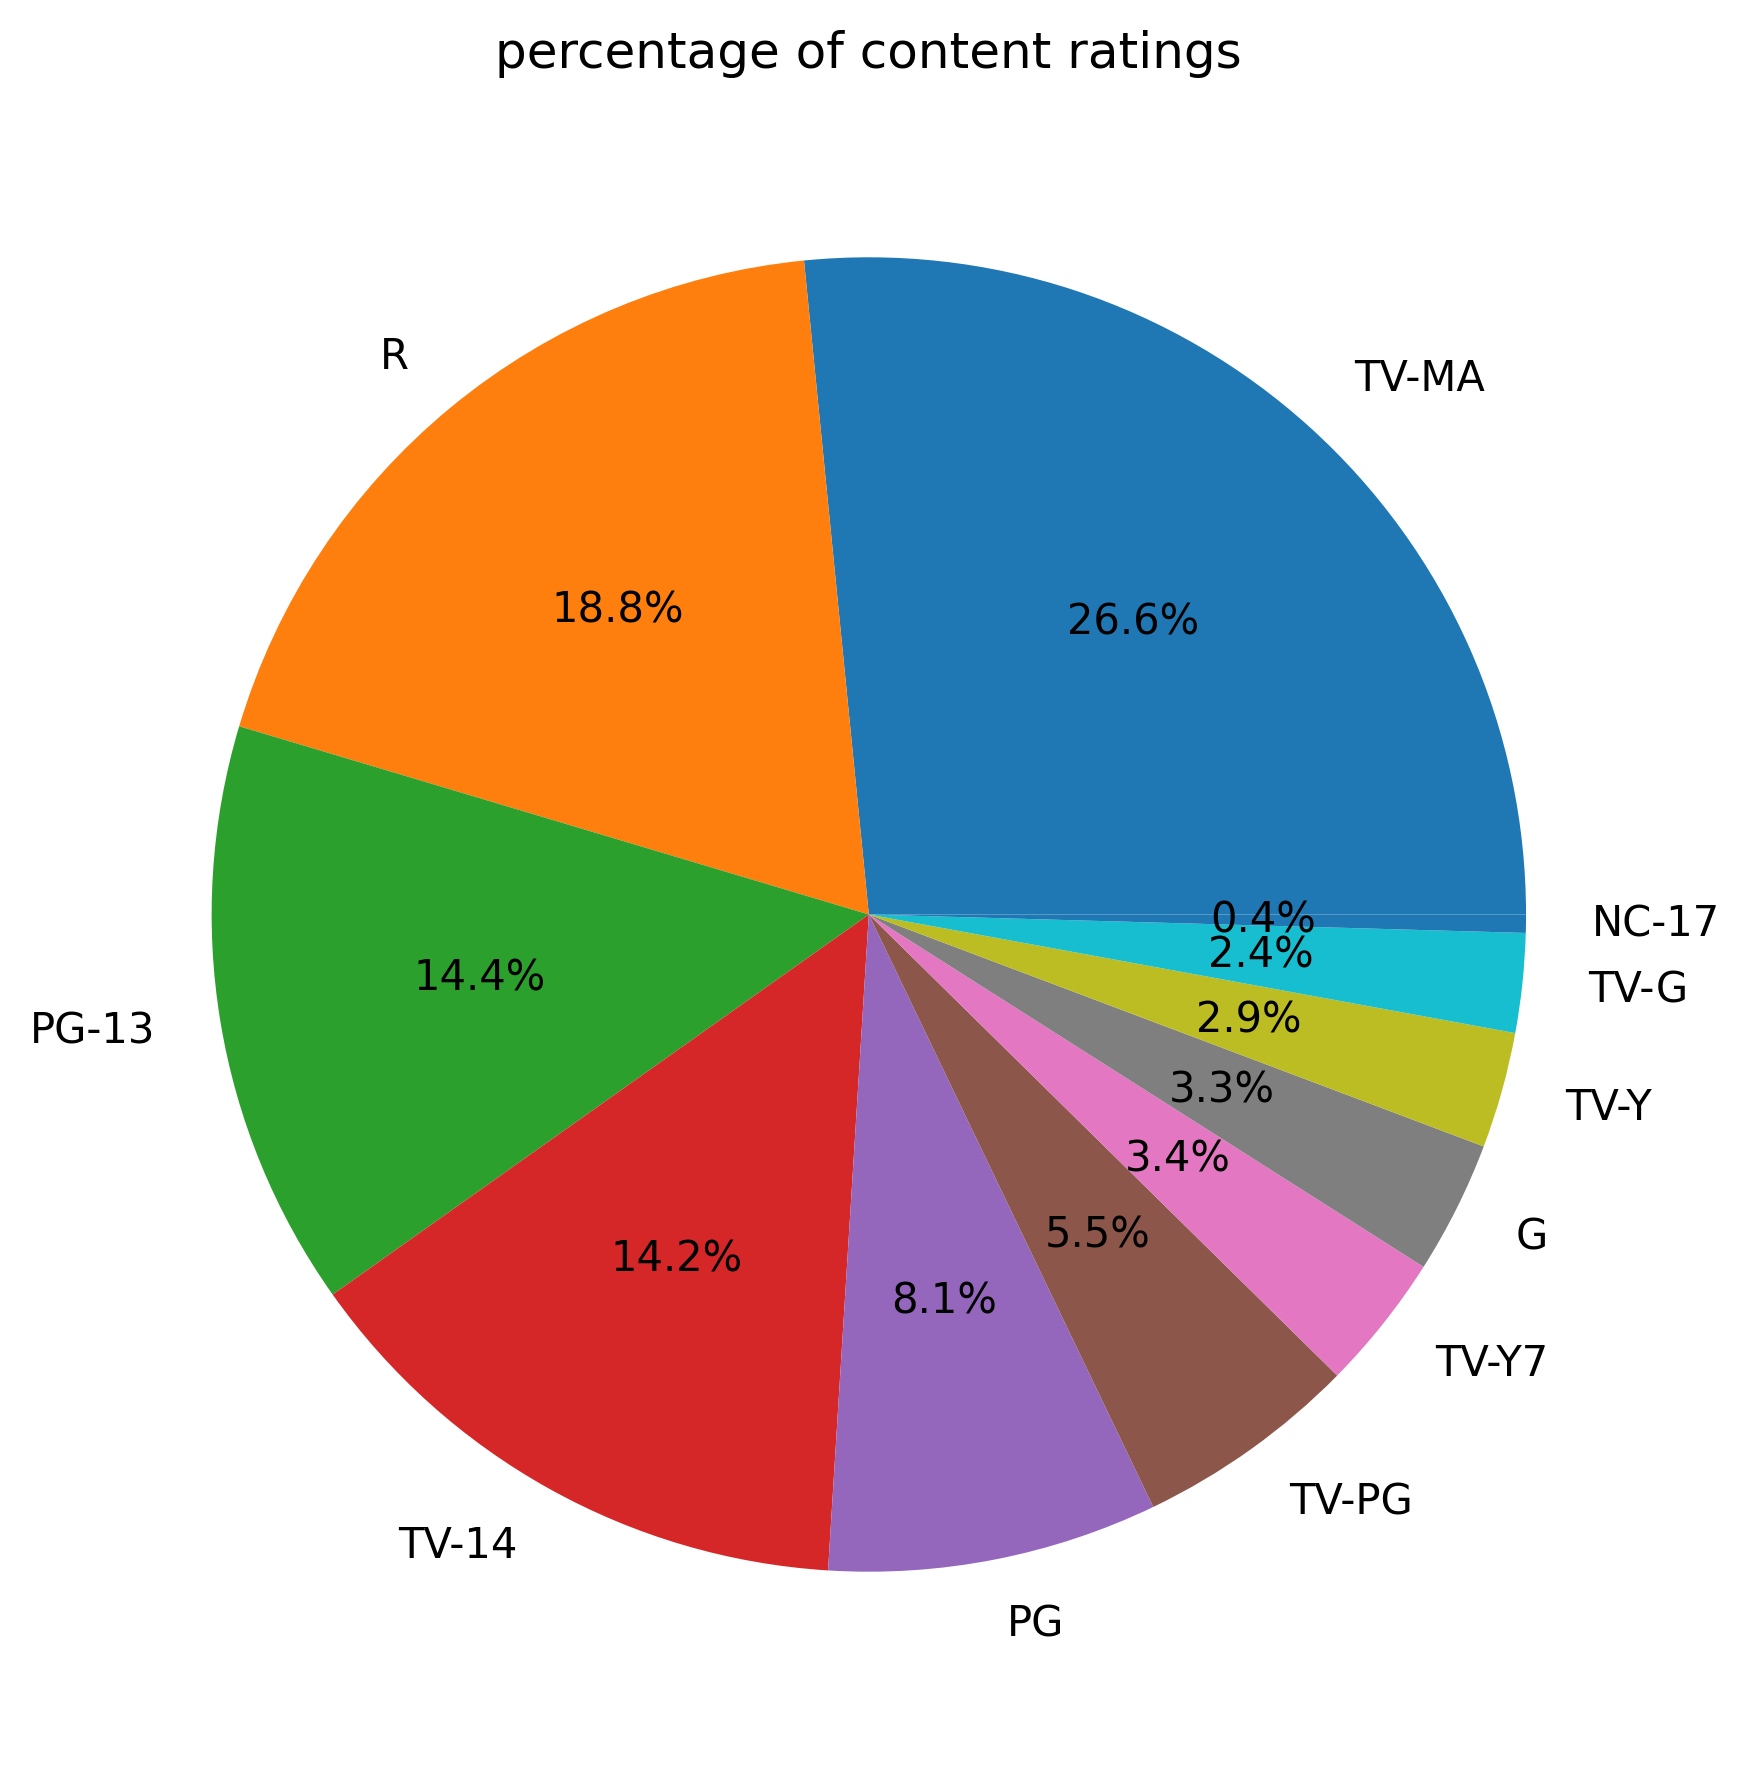 percentage of content ratings
R
TV-MA
18.8%
26.6%
0.4%
NC-17
2.4%
TV-G
14.4%
2.9%
PG-13
3.3%
TV-Y
3.4%
5.5%
G
14.2%
8.1%
TV-Y7
TV-PG
TV-14
PG